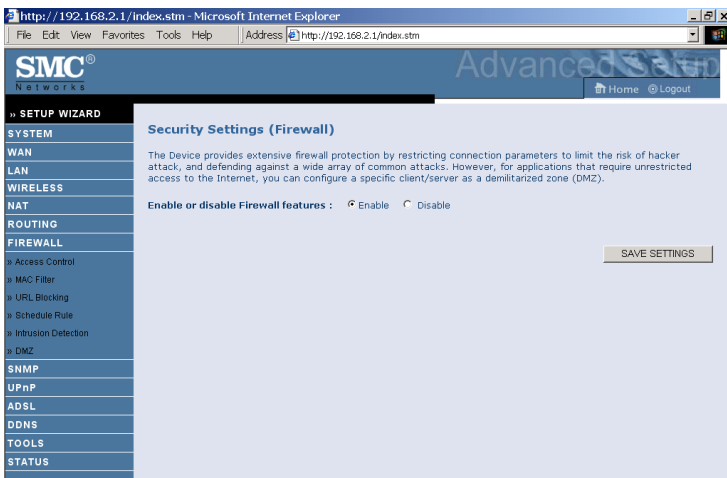 http://192.168.2.1/index.stm - Microsoft Internet Explorer
File Edit View Favorites Tools Help Address http://192.168.2.1/index.stm
SMC®
Networks
Advanced Setup
Home Logout
» SETUP WIZARD
SYSTEM
WAN
LAN
WIRELESS
NAT
ROUTING
FIREWALL
» Access Control
» MAC Filter
» URL Blocking
» Schedule Rule
» Intrusion Detection
» DMZ
SNMP
UPnP
ADSL
DDNS
TOOLS
STATUS
Security Settings (Firewall)
The Device provides extensive firewall protection by restricting connection parameters to limit the risk of hacker
attack, and defending against a wide array of common attacks. However, for applications that require unrestricted
access to the Internet, you can configure a specific client/server as a demilitarized zone (DMZ).
Enable or disable Firewall features : Enable Disable
SAVE SETTINGS